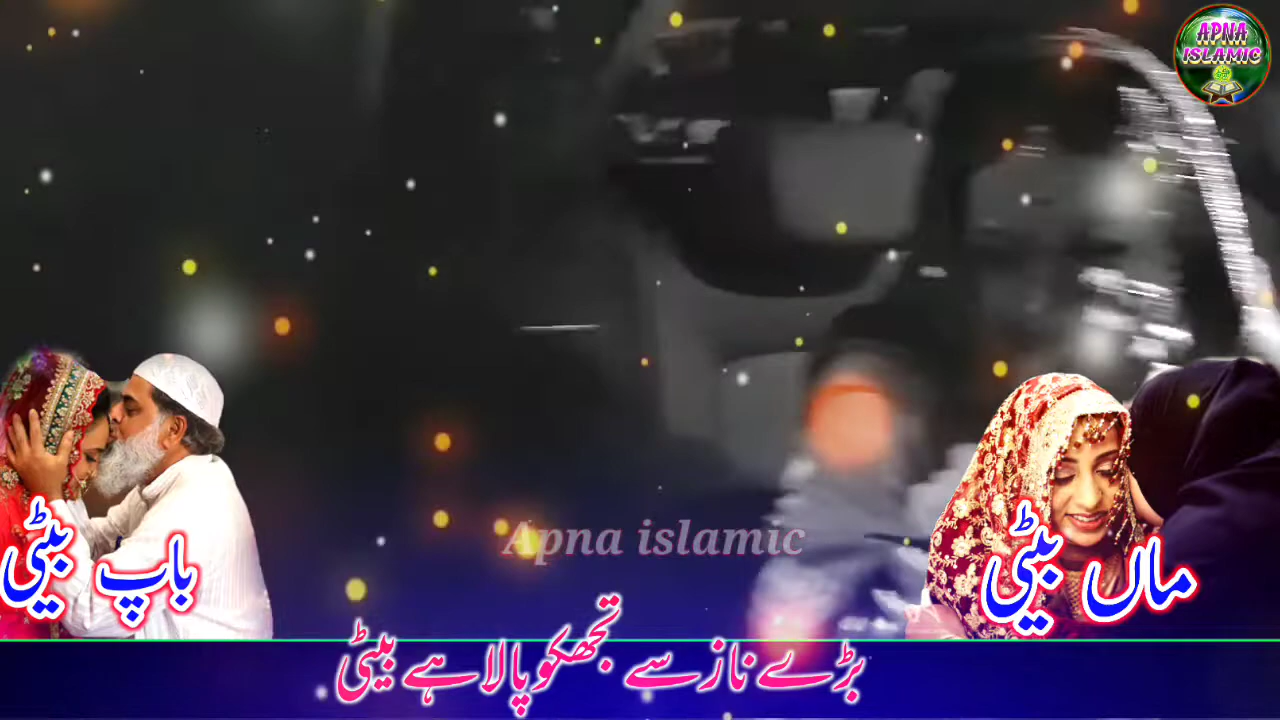 APNA
ISLAMIC
Apna islamic
باپ بیٹی
ماں بیٹی
بڑے ناز سے تجھکو پالا ہے بیٹی